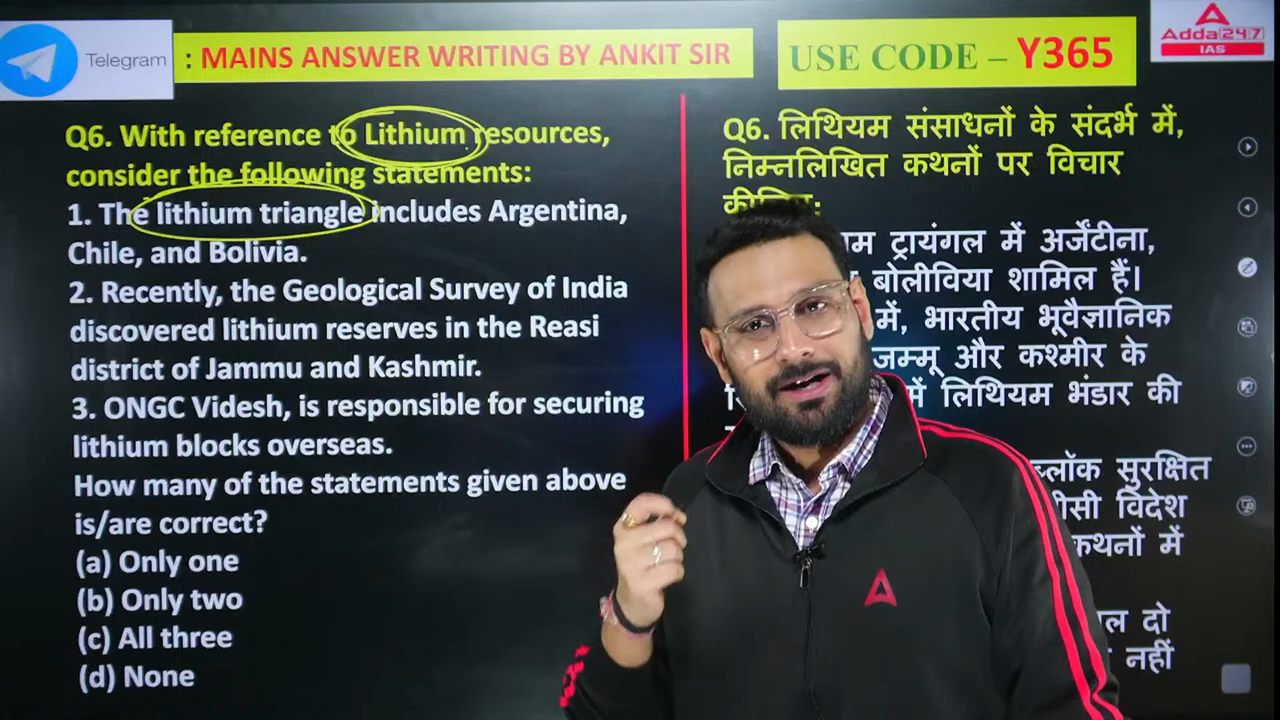 Telegram
: MAINS ANSWER WRITING BY ANKIT SIR
USE CODE – Y365
Adda247
IAS
Q6. With reference to Lithium resources,
consider the following statements:
1. The lithium triangle includes Argentina,
Chile, and Bolivia.
2. Recently, the Geological Survey of India
discovered lithium reserves in the Reasi
district of Jammu and Kashmir.
3. ONGC Videsh, is responsible for securing
lithium blocks overseas.
How many of the statements given above
is/are correct?
(a) Only one
(b) Only two
(c) All three
(d) None
Q6. लिथियम संसाधनों के संदर्भ में,
निम्नलिखित कथनों पर विचार
कीजिए:
ट्रायंगल में अर्जेंटीना,
बोलीविया शामिल हैं।
में, भारतीय भूवैज्ञानिक
जम्मू और कश्मीर के
में लिथियम भंडार की
ब्लॉक सुरक्षित
विदेश
कथनों में
दो
नहीं